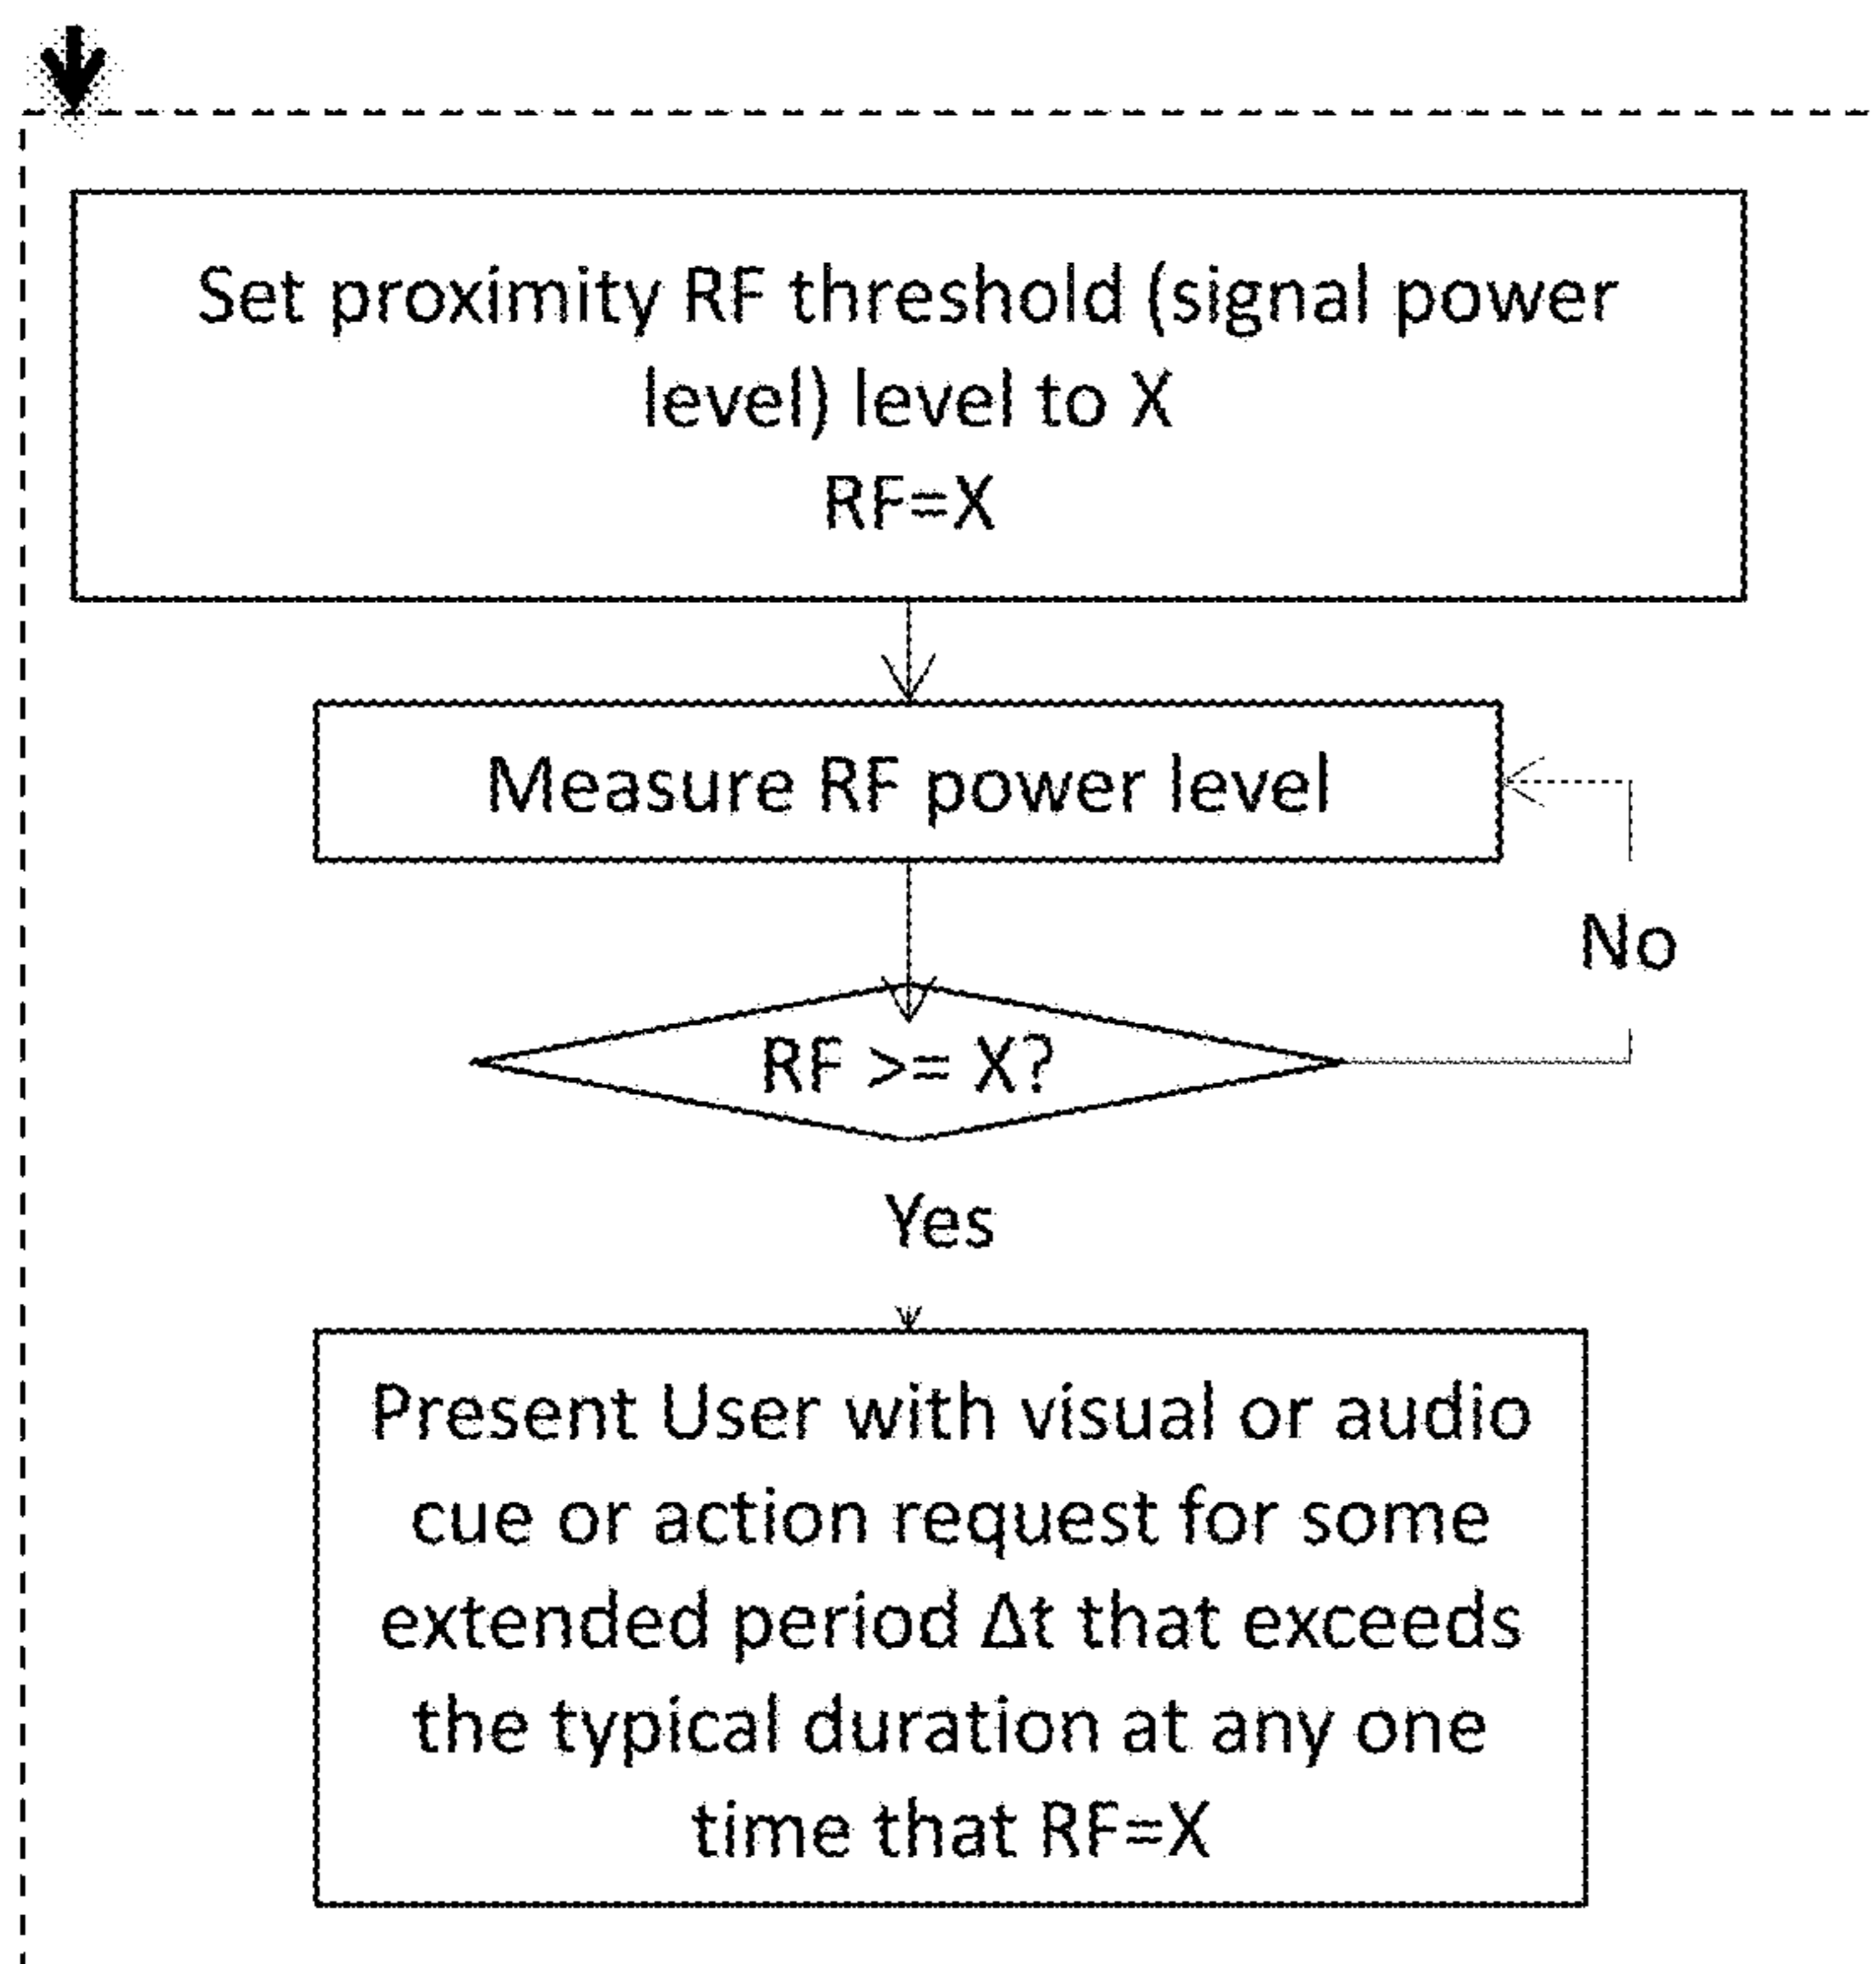 Set proximity RF threshold (signal power
level) level to X
RF=X
Measure RF power level
No
RF >= X?
Yes
Present User with visual or audio
cue or action request for some
extended period Δt that exceeds
the typical duration at any one
time that RF=X